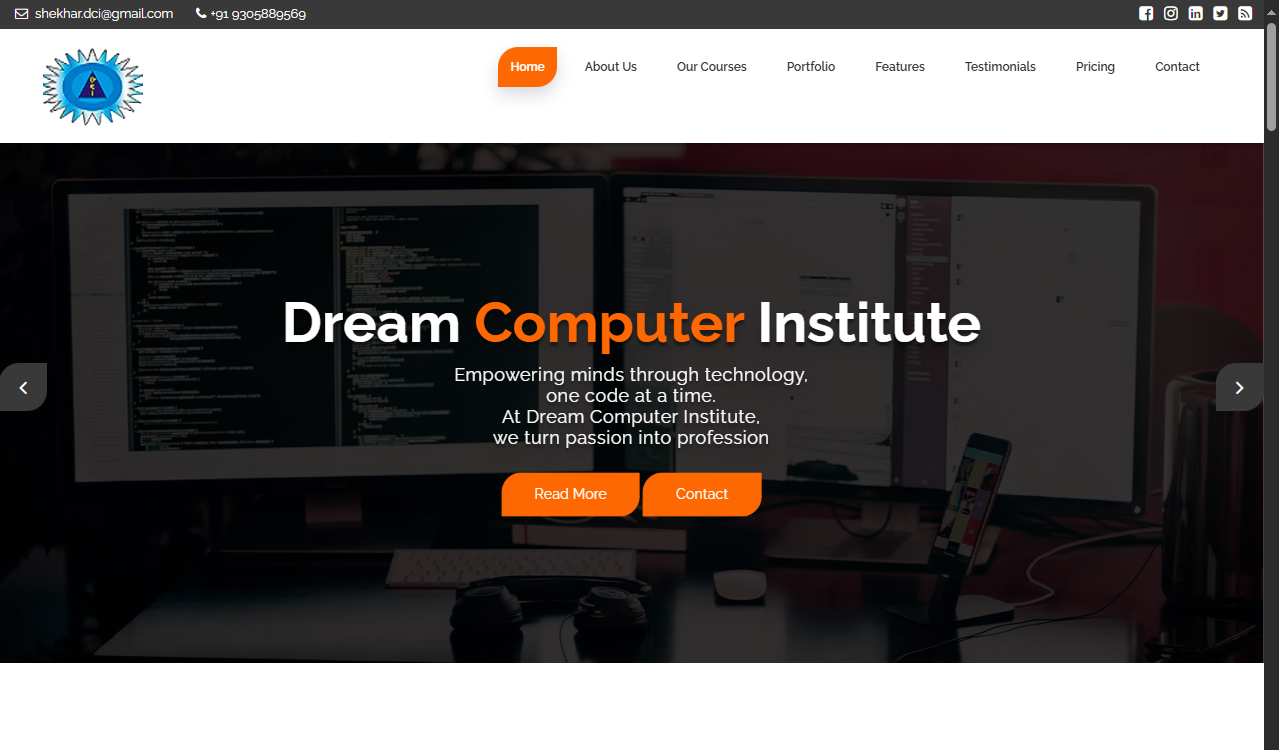 shekhar.dci@gmail.com +91 9305889569
DCI
Home About Us Our Courses Portfolio Features Testimonials Pricing Contact
Dream Computer Institute
Empowering minds through technology,
one code at a time.
At Dream Computer Institute,
we turn passion into profession
Read More Contact